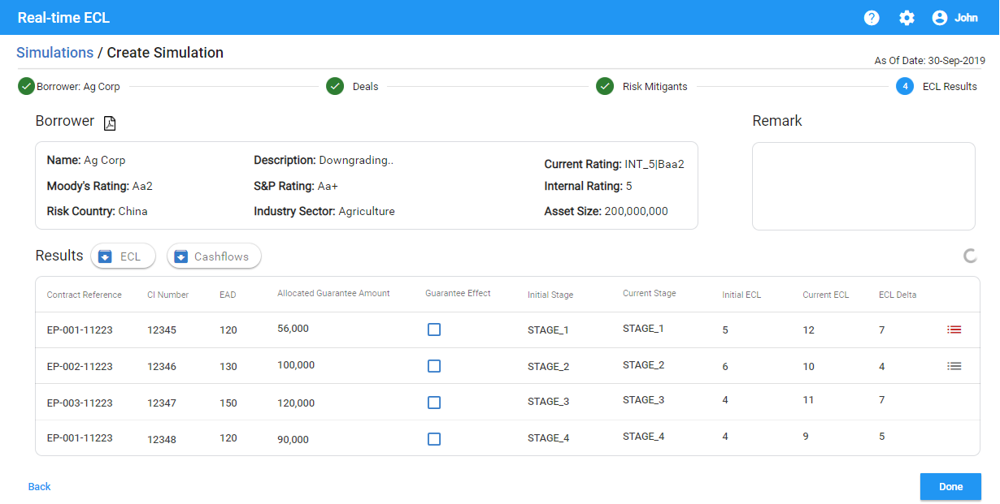 Real-time ECL ? John
Simulations / Create Simulation
As Of Date: 30-Sep-2019
Borrower: Ag Corp Deals Risk Mitigants 4 ECL Results
Borrower Remark
Name: Ag Corp Description: Downgrading.. Current Rating: INT_5|Baa2
Moody's Rating: Aa2 S&P Rating: Aa+ Internal Rating: 5
Risk Country: China Industry Sector: Agriculture Asset Size: 200,000,000
Results ECL Cashflows
Contract Reference CI Number EAD Allocated Guarantee Amount Guarantee Effect Initial Stage Current Stage Initial ECL Current ECL ECL Delta
EP-001-11223 12345 120 56,000 STAGE_1 STAGE_1 5 12 7
EP-002-11223 12346 130 100,000 STAGE_2 STAGE_2 6 10 4
EP-003-11223 12347 150 120,000 STAGE_3 STAGE_3 4 11 7
EP-001-11223 12348 120 90,000 STAGE_4 STAGE_4 4 9 5
Back Done